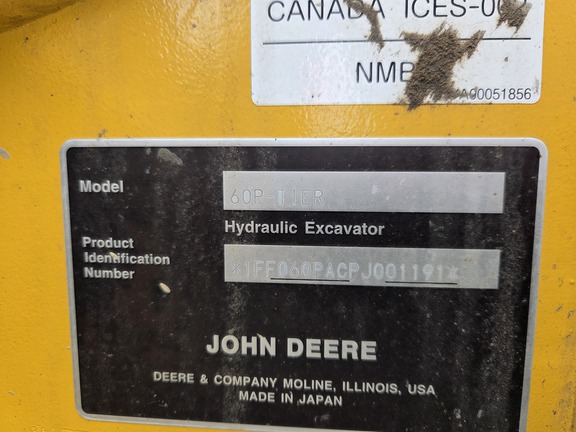 CANADA ICES-002
NMB
A00051856
Model
60P-TIER
Hydraulic Excavator
Product
Identification
Number
*1FF060PACPJ001191*
JOHN DEERE
DEERE & COMPANY MOLINE, ILLINOIS, USA
MADE IN JAPAN